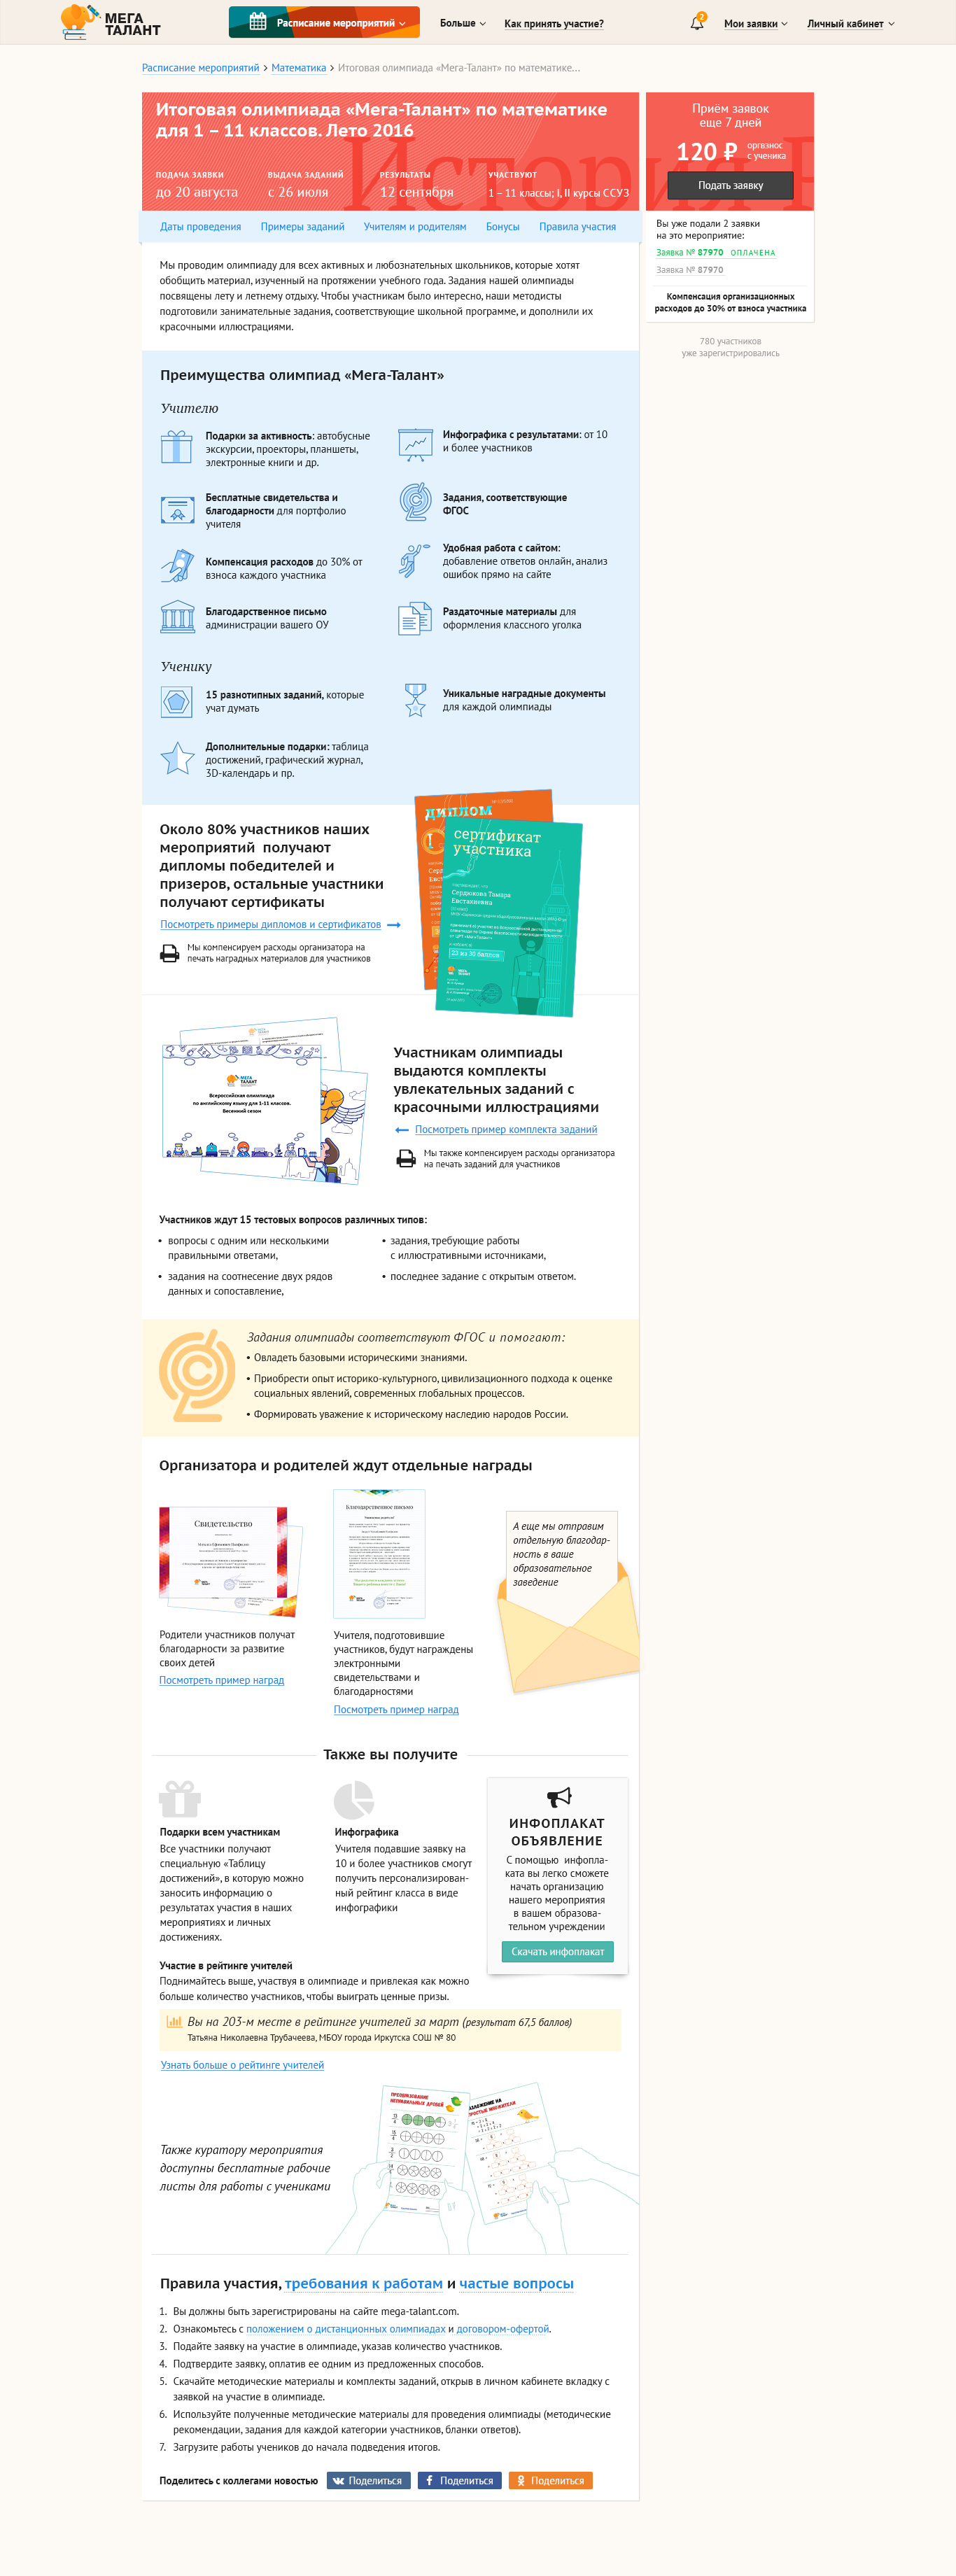 МЕГА
ТАЛАНТ
Расписание мероприятий
Больше
Как принять участие?
2
Мои заявки
Личный кабинет
Расписание мероприятий > Математика > Итоговая олимпиада «Мега-Талант» по математике...
Итоговая олимпиада «Мега-Талант» по математике
для 1 – 11 классов. Лето 2016
История Р
ПОДАЧА ЗАЯВКИ
до 20 августа
ВЫДАЧА ЗАДАНИЙ
с 26 июля
РЕЗУЛЬТАТЫ
12 сентября
УЧАСТВУЮТ
1 – 11 классы; I, II курсы ССУЗ
Приём заявок
еще 7 дней
120 ₽
оргвзнос
с ученика
Подать заявку
Вы уже подали 2 заявки
на это мероприятие:
Заявка № 87970 ОПЛАЧЕНА
Заявка № 87970
Компенсация организационных
расходов до 30% от взноса участника
780 участников
уже зарегистрировались
Даты проведения
Примеры заданий
Учителям и родителям
Бонусы
Правила участия
Мы проводим олимпиаду для всех активных и любознательных школьников, которые хотят
обобщить материал, изученный на протяжении учебного года. Задания нашей олимпиады
посвящены лету и летнему отдыху. Чтобы участникам было интересно, наши методисты
подготовили занимательные задания, соответствующие школьной программе, и дополнили их
красочными иллюстрациями.
Преимущества олимпиад «Мега-Талант»
Учителю
Подарки за активность: автобусные
экскурсии, проекторы, планшеты,
электронные книги и др.
Инфографика с результатами: от 10
и более участников
Бесплатные свидетельства и
благодарности для портфолио
учителя
Задания, соответствующие
ФГОС
Компенсация расходов до 30% от
взноса каждого участника
Удобная работа с сайтом:
добавление ответов онлайн, анализ
ошибок прямо на сайте
Благодарственное письмо
администрации вашего ОУ
Раздаточные материалы для
оформления классного уголка
Ученику
15 разнотипных заданий, которые
учат думать
Уникальные наградные документы
для каждой олимпиады
Дополнительные подарки: таблица
достижений, графический журнал,
3D-календарь и пр.
Около 80% участников наших
мероприятий получают
дипломы победителей и
призеров, остальные участники
получают сертификаты
Посмотреть примеры дипломов и сертификатов
Мы компенсируем расходы организатора на
печать наградных материалов для участников
диплом
сертификат
участника
Сердюкова Тамара
Евстахиевна
23 из 30 баллов
МЕГА
ТАЛАНТ
Всероссийская олимпиада
по английскому языку для 1-11 классов.
Весенний сезон
Участникам олимпиады
выдаются комплекты
увлекательных заданий с
красочными иллюстрациями
Посмотреть пример комплекта заданий
Мы также компенсируем расходы организатора
на печать заданий для участников
Участников ждут 15 тестовых вопросов различных типов:
• вопросы с одним или несколькими
правильными ответами,
• задания на соотнесение двух рядов
данных и сопоставление,
• задания, требующие работы
с иллюстративными источниками,
• последнее задание с открытым ответом.
Задания олимпиады соответствуют ФГОС и помогают:
• Овладеть базовыми историческими знаниями.
• Приобрести опыт историко-культурного, цивилизационного подхода к оценке
социальных явлений, современных глобальных процессов.
• Формировать уважение к историческому наследию народов России.
Организатора и родителей ждут отдельные награды
Свидетельство
Благодарственное письмо
А еще мы отправим
отдельную благодар-
ность в ваше
образовательное
заведение
Родители участников получат
благодарности за развитие
своих детей
Посмотреть пример наград
Учителя, подготовившие
участников, будут награждены
электронными
свидетельствами и
благодарностями
Посмотреть пример наград
Также вы получите
Подарки всем участникам
Все участники получают
специальную «Таблицу
достижений», в которую можно
заносить информацию о
результатах участия в наших
мероприятиях и личных
достижениях.
Инфографика
Учителя подавшие заявку на
10 и более участников смогут
получить персонализирован-
ный рейтинг класса в виде
инфографики
ИНФОПЛАКАТ
ОБЪЯВЛЕНИЕ
С помощью инфопла-
ката вы легко сможете
начать организацию
нашего мероприятия
в вашем образова-
тельном учреждении
Скачать инфоплакат
Участие в рейтинге учителей
Поднимайтесь выше, участвуя в олимпиаде и привлекая как можно
больше количество участников, чтобы выиграть ценные призы.
Вы на 203-м месте в рейтинге учителей за март (результат 67,5 баллов)
Татьяна Николаевна Трубачеева, МБОУ города Иркутска СОШ № 80
Узнать больше о рейтинге учителей
Также куратору мероприятия
доступны бесплатные рабочие
листы для работы с учениками
ПРЕОБРАЗОВАНИЕ
НЕПРАВИЛЬНЫХ ДРОБЕЙ
Правила участия, требования к работам и частые вопросы
1. Вы должны быть зарегистрированы на сайте mega-talant.com.
2. Ознакомьтесь с положением о дистанционных олимпиадах и договором-офертой.
3. Подайте заявку на участие в олимпиаде, указав количество участников.
4. Подтвердите заявку, оплатив ее одним из предложенных способов.
5. Скачайте методические материалы и комплекты заданий, открыв в личном кабинете вкладку с
заявкой на участие в олимпиаде.
6. Используйте полученные методические материалы для проведения олимпиады (методические
рекомендации, задания для каждой категории участников, бланки ответов).
7. Загрузите работы учеников до начала подведения итогов.
Поделитесь с коллегами новостью
Поделиться
Поделиться
Поделиться